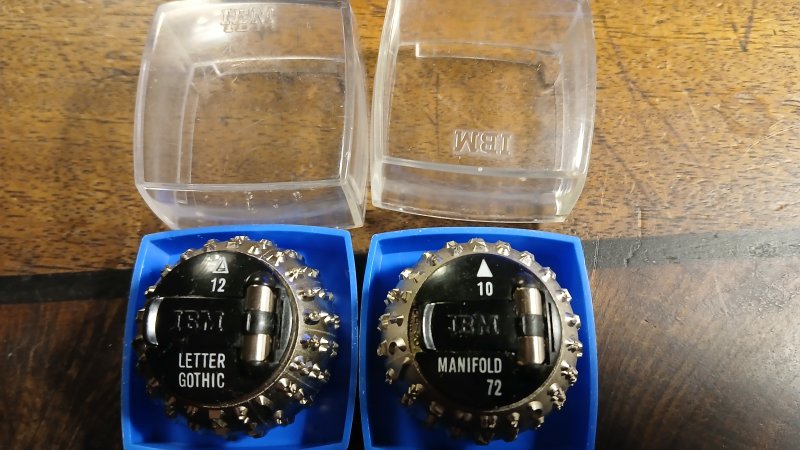 IBM
IBM
12
IBM
LETTER
GOTHIC
10
IBM
MANIFOLD
72